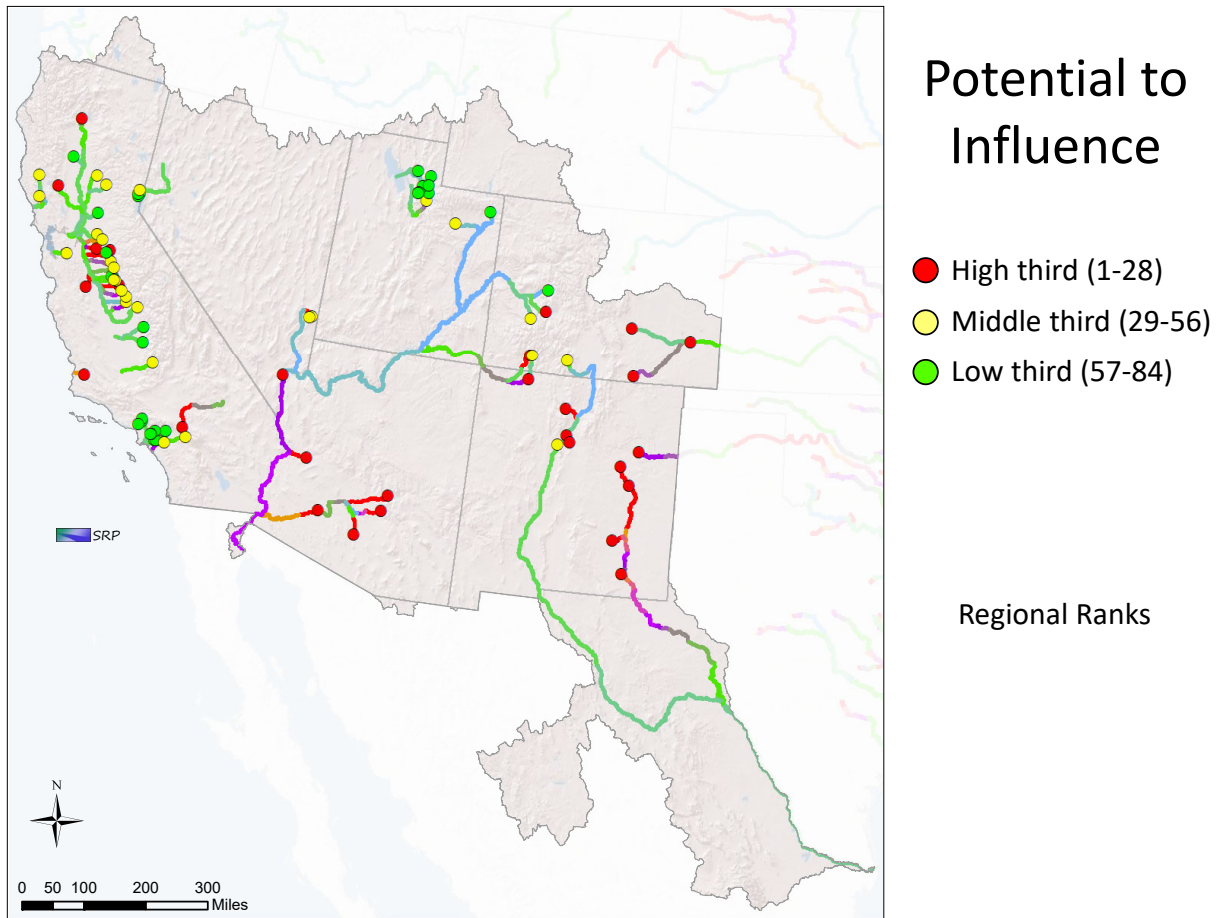 Potential to
Influence
High third (1-28)
Middle third (29-56)
Low third (57-84)
SRP
Regional Ranks
N
0 50 100 200 300
Miles